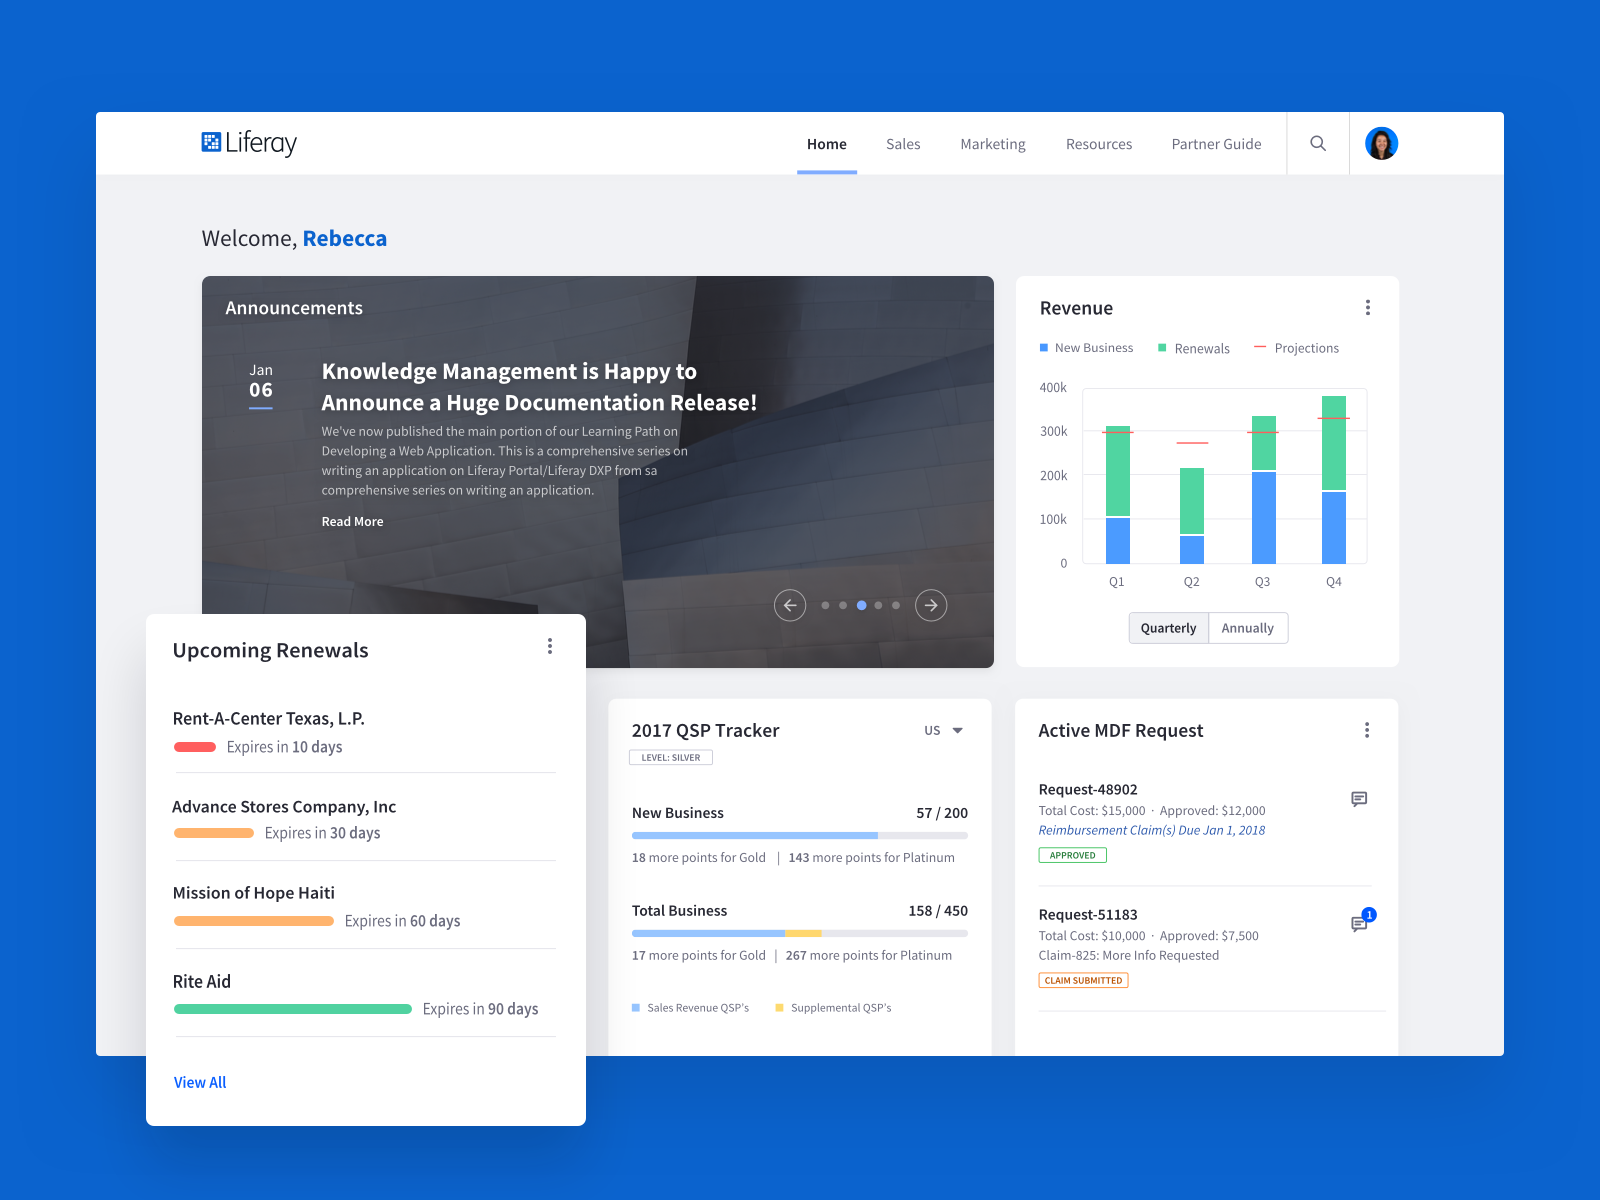 Liferay
Home
Sales
Marketing
Resources
Partner Guide
Welcome, Rebecca
Announcements
Jan
06
Knowledge Management is Happy to
Announce a Huge Documentation Release!
We've now published the main portion of our Learning Path on
Developing a Web Application. This is a comprehensive series on
writing an application on Liferay Portal/Liferay DXP from sa
comprehensive series on writing an application.
Read More
Revenue
New Business
Renewals
Projections
400k
300k
200k
100k
0
Q1
Q2
Q3
Q4
Quarterly
Annually
Upcoming Renewals
Rent-A-Center Texas, L.P.
Expires in 10 days
Advance Stores Company, Inc
Expires in 30 days
Mission of Hope Haiti
Expires in 60 days
Rite Aid
Expires in 90 days
View All
2017 QSP Tracker
US
LEVEL: SILVER
New Business
57 / 200
18 more points for Gold | 143 more points for Platinum
Total Business
158 / 450
17 more points for Gold | 267 more points for Platinum
Sales Revenue QSP's
Supplemental QSP's
Active MDF Request
Request-48902
Total Cost: $15,000 · Approved: $12,000
Reimbursement Claim(s) Due Jan 1, 2018
APPROVED
Request-51183
1
Total Cost: $10,000 · Approved: $7,500
Claim-825: More Info Requested
CLAIM SUBMITTED